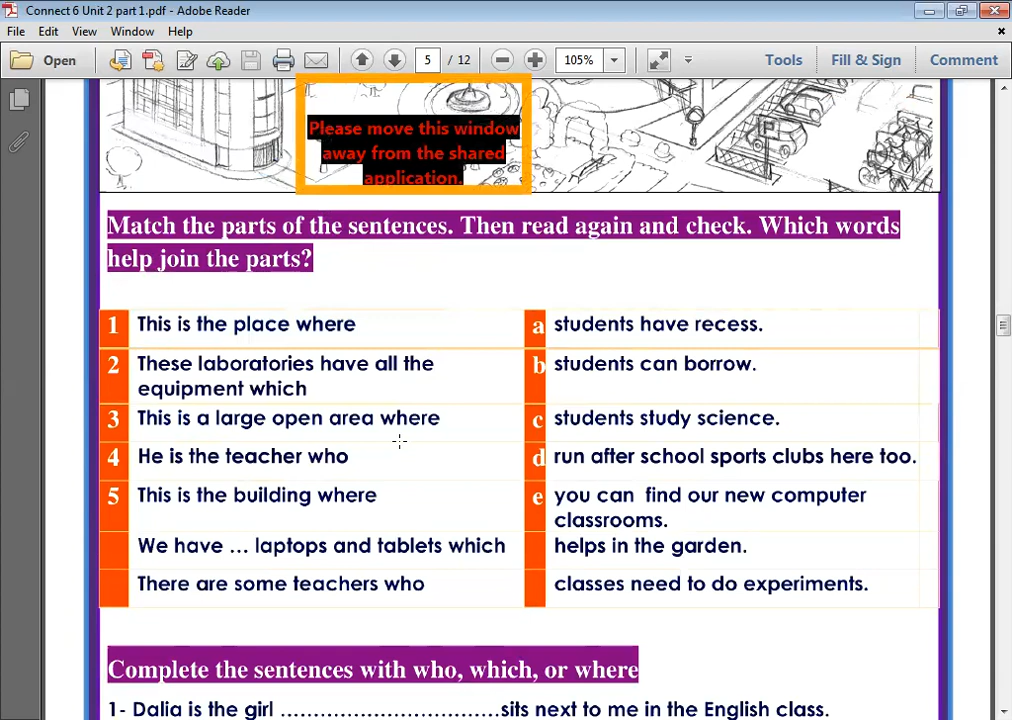 Connect 6 Unit 2 part 1.pdf - Adobe Reader
File Edit View Window Help
Open 5 / 12 105% Tools Fill & Sign Comment
Please move this window
away from the shared
application.
Match the parts of the sentences. Then read again and check. Which words
help join the parts?
1 This is the place where a students have recess.
2 These laboratories have all the b students can borrow.
equipment which
3 This is a large open area where c students study science.
4 He is the teacher who d run after school sports clubs here too.
5 This is the building where e you can find our new computer
classrooms.
We have … laptops and tablets which helps in the garden.
There are some teachers who classes need to do experiments.
Complete the sentences with who, which, or where
1- Dalia is the girl ……………………………sits next to me in the English class.